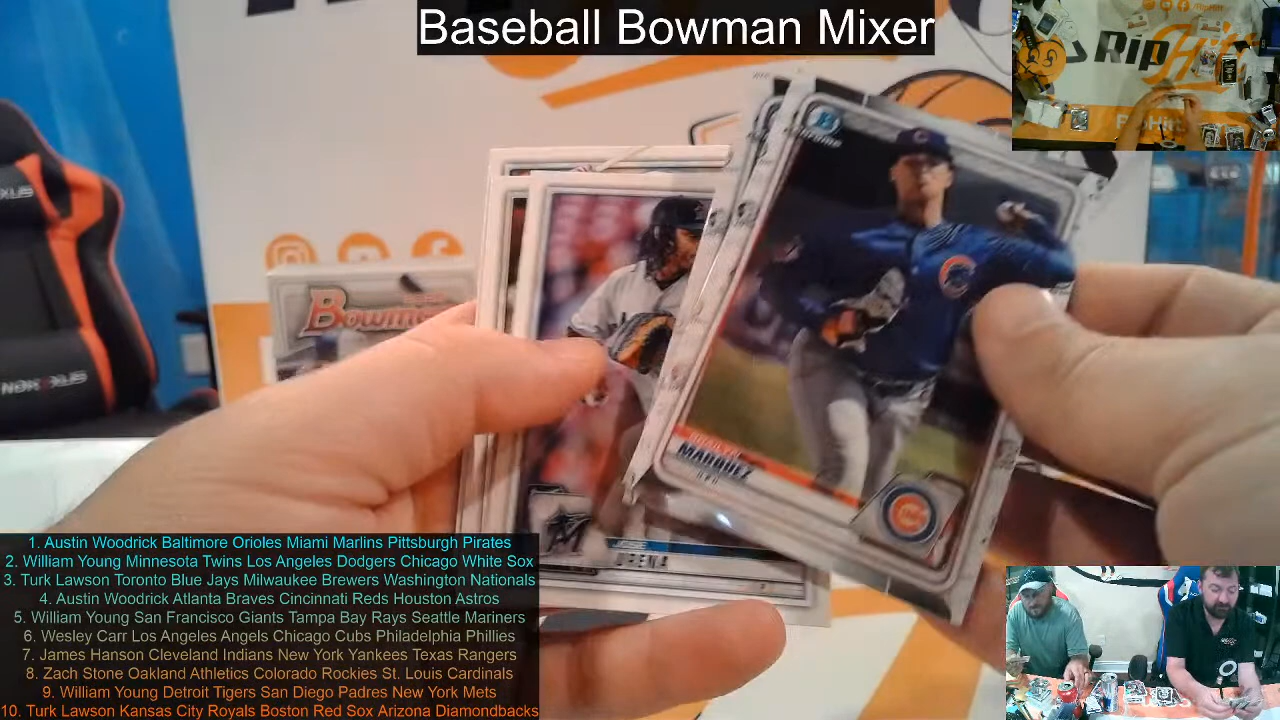 Baseball Bowman Mixer
RipHitz
Bowman
MARQUEZ
UREÑA
1. Austin Woodrick Baltimore Orioles Miami Marlins Pittsburgh Pirates
2. William Young Minnesota Twins Los Angeles Dodgers Chicago White Sox
3. Turk Lawson Toronto Blue Jays Milwaukee Brewers Washington Nationals
4. Austin Woodrick Atlanta Braves Cincinnati Reds Houston Astros
5. William Young San Francisco Giants Tampa Bay Rays Seattle Mariners
6. Wesley Carr Los Angeles Angels Chicago Cubs Philadelphia Phillies
7. James Hanson Cleveland Indians New York Yankees Texas Rangers
8. Zach Stone Oakland Athletics Colorado Rockies St. Louis Cardinals
9. William Young Detroit Tigers San Diego Padres New York Mets
10. Turk Lawson Kansas City Royals Boston Red Sox Arizona Diamondbacks